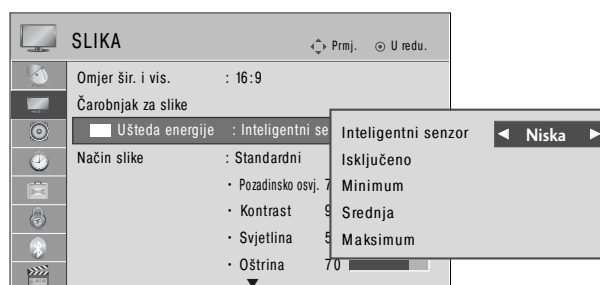 SLIKA
Prmj. U redu.
Omjer šir. i vis. : 16:9
Čarobnjak za slike
Ušteda energije : Inteligentni se
Način slike : Standardni
• Pozadinsko osvj. 7
• Kontrast 9
• Svjetlina 5
• Oštrina 70
Inteligentni senzor ◄ Niska ►
Isključeno
Minimum
Srednja
Maksimum